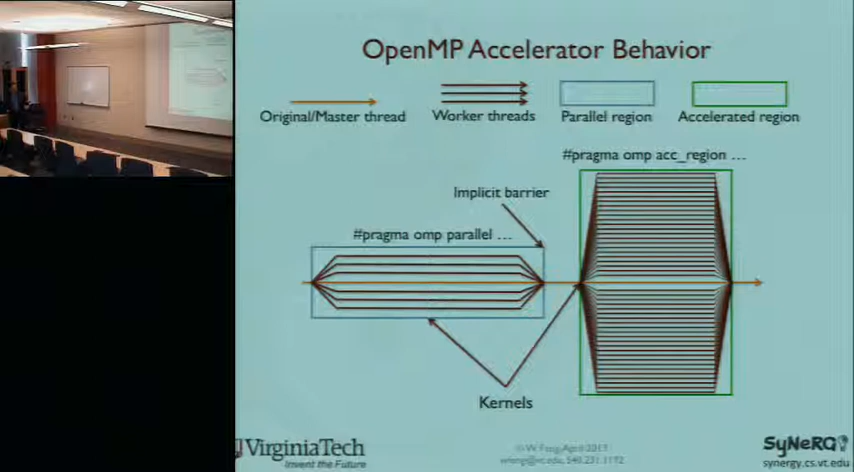 OpenMP Accelerator Behavior
Original/Master thread
Worker threads
Parallel region
Accelerated region
#pragma omp acc_region ...
Implicit barrier
#pragma omp parallel ...
Kernels
VirginiaTech
Invent the Future
SyNeRGy
synergy.cs.vt.edu